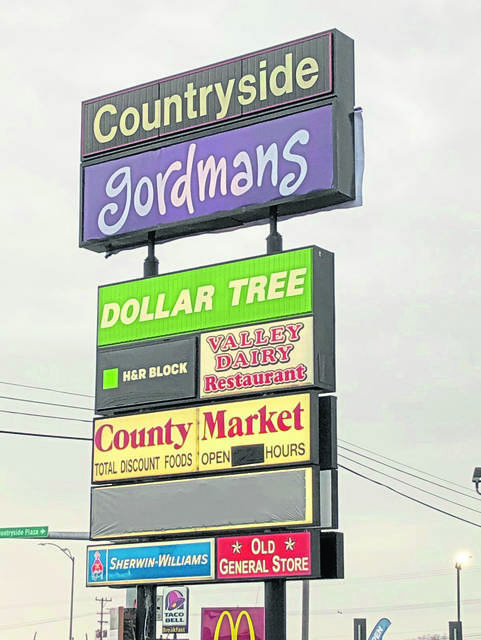 Countryside
gordmans
DOLLAR TREE
H&R BLOCK
VALLEY
DAIRY
Restaurant
County Market
TOTAL DISCOUNT FOODS OPEN HOURS
Countryside Plaza
SHERWIN-WILLIAMS
* OLD *
GENERAL STORE
TACO
BELL
Breakfast